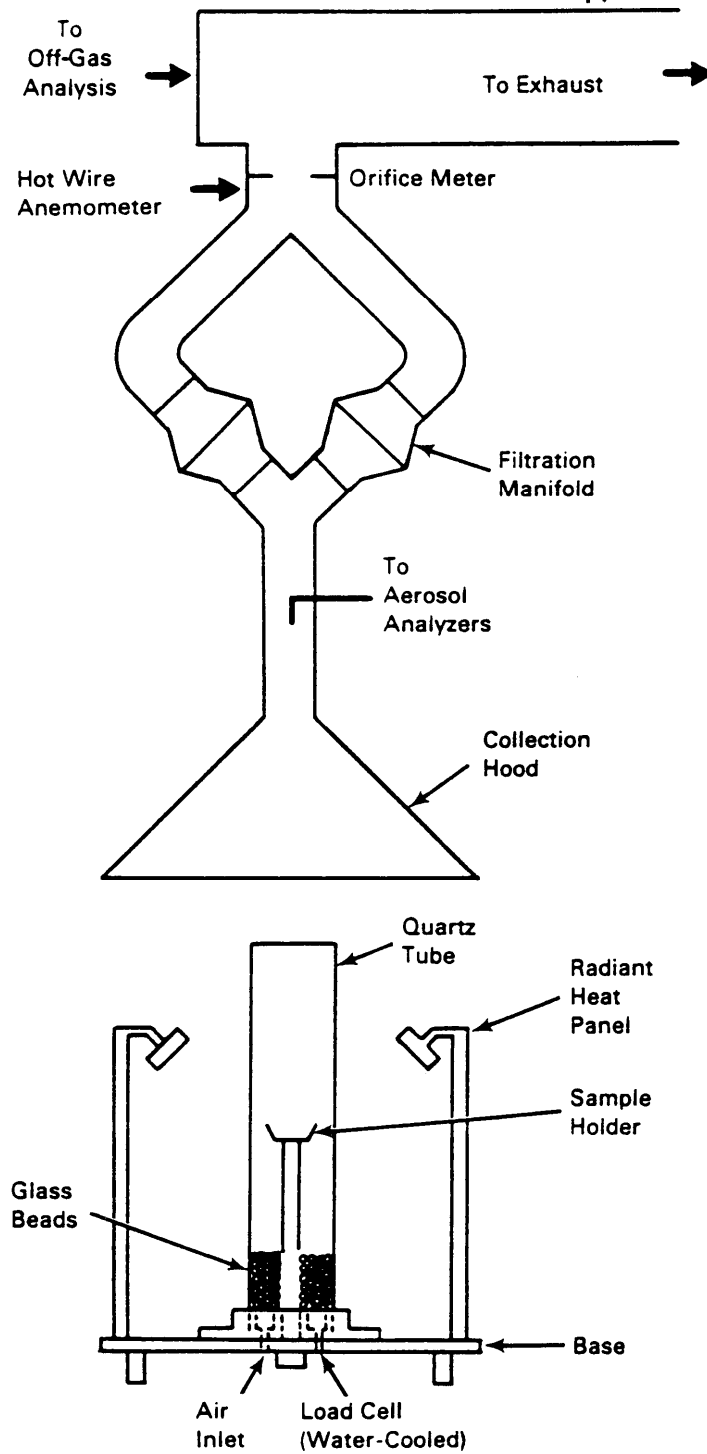 To
Off-Gas
Analysis
To Exhaust
Hot Wire
Anemometer
Orifice Meter
Filtration
Manifold
To
Aerosol
Analyzers
Collection
Hood
Quartz
Tube
Radiant
Heat
Panel
Sample
Holder
Glass
Beads
Base
Air
Inlet
Load Cell
(Water-Cooled)